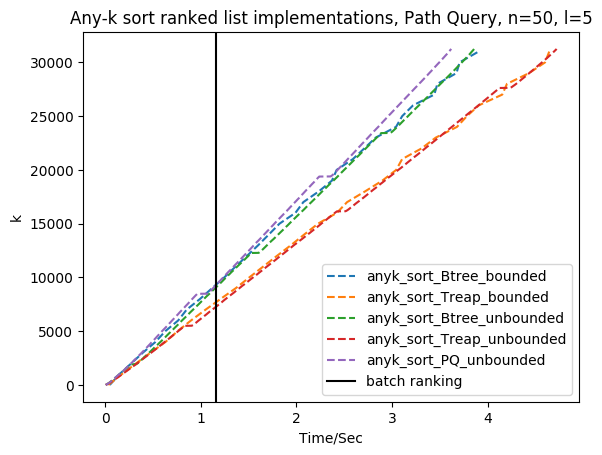 Any-k sort ranked list implementations, Path Query, n=50, l=5
30000
25000
20000
15000
10000
5000
0
k
0 1 2 3 4
Time/Sec
anyk_sort_Btree_bounded
anyk_sort_Treap_bounded
anyk_sort_Btree_unbounded
anyk_sort_Treap_unbounded
anyk_sort_PQ_unbounded
batch ranking